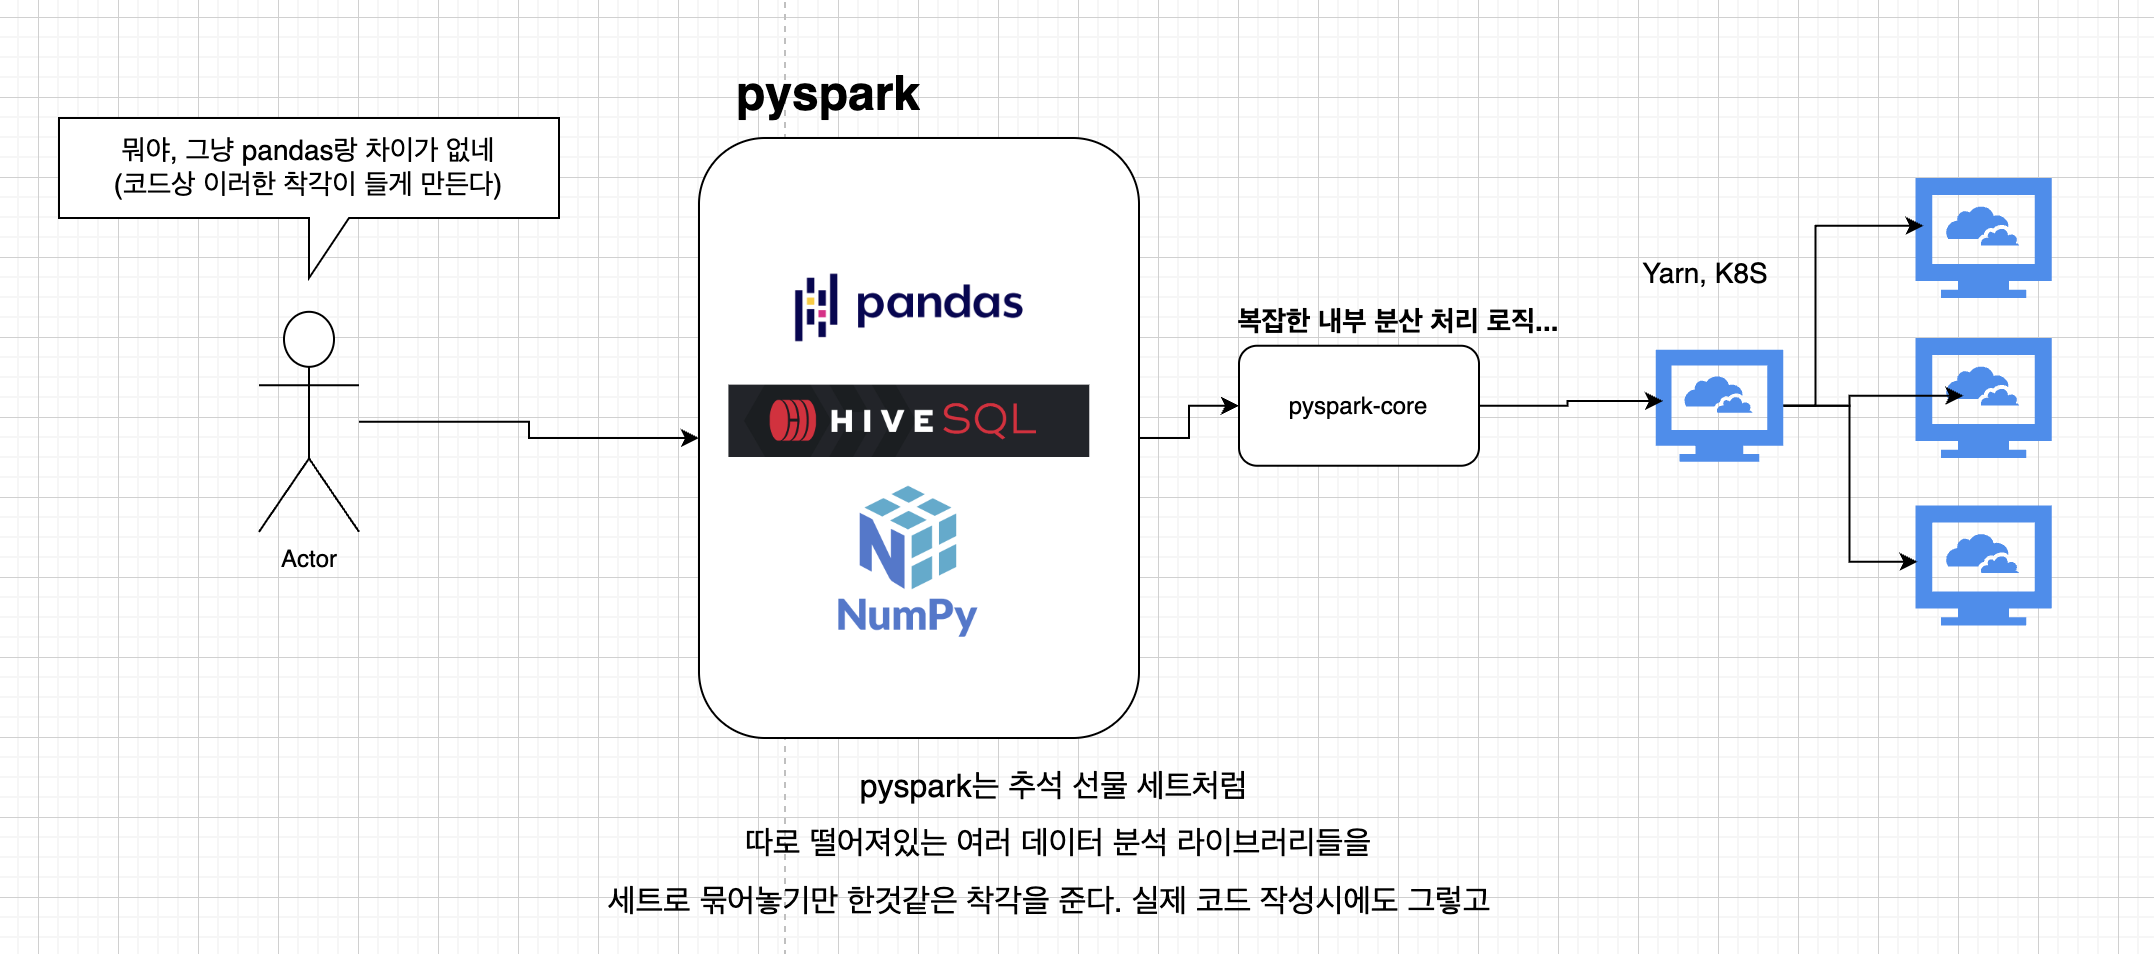 pyspark
뭐야, 그냥 pandas랑 차이가 없네
(코드상 이러한 착각이 들게 만든다)
Actor
pandas
HIVE SQL
NumPy
복잡한 내부 분산 처리 로직...
pyspark-core
Yarn, K8S
pyspark는 추석 선물 세트처럼
따로 떨어져있는 여러 데이터 분석 라이브러리들을
세트로 묶어놓기만 한것같은 착각을 준다. 실제 코드 작성시에도 그렇고